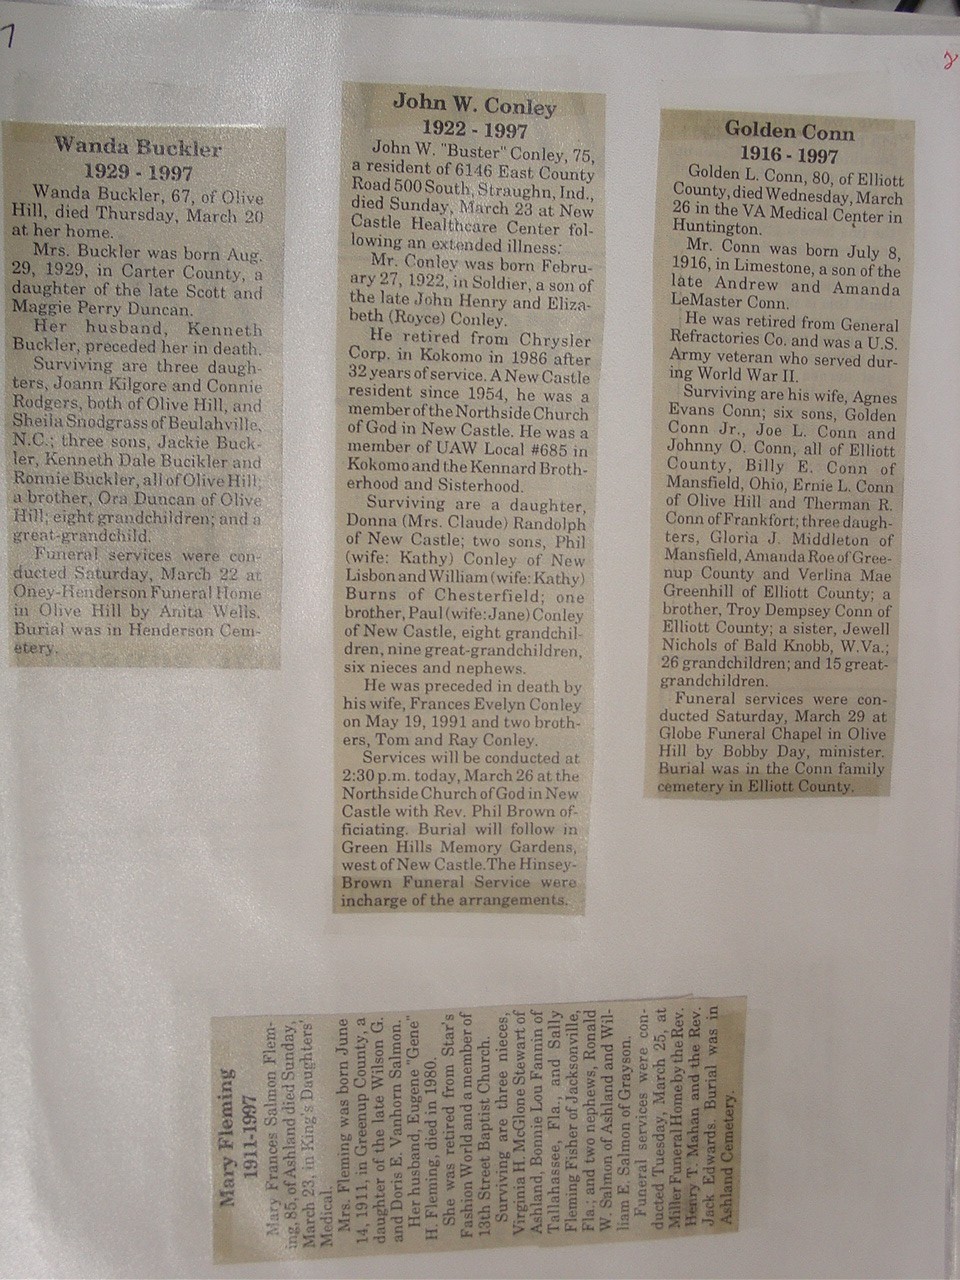 7
2
Wanda Buckler
1929 - 1997
Wanda Buckler, 67, of Olive
Hill, died Thursday, March 20
at her home.
Mrs. Buckler was born Aug.
29, 1929, in Carter County, a
daughter of the late Scott and
Maggie Perry Duncan.
Her husband, Kenneth
Buckler, preceded her in death.
Surviving are three daugh-
ters, Joann Kilgore and Connie
Rodgers, both of Olive Hill, and
Sheila Snodgrass of Beulahville,
N.C.; three sons, Jackie Buck-
ler, Kenneth Dale Bucikler and
Ronnie Buckler, all of Olive Hill;
a brother, Ora Duncan of Olive
Hill; eight grandchildren; and a
great-grandchild.
Funeral services were con-
ducted Saturday, March 22 at
Oney-Henderson Funeral Home
in Olive Hill by Anita Wells.
Burial was in Henderson Cem-
etery.
John W. Conley
1922 - 1997
John W. "Buster" Conley, 75,
a resident of 6146 East County
Road 500 South, Straughn, Ind.,
died Sunday, March 23 at New
Castle Healthcare Center fol-
lowing an extended illness.
Mr. Conley was born Febru-
ary 27, 1922, in Soldier, a son of
the late John Henry and Eliza-
beth (Royce) Conley.
He retired from Chrysler
Corp. in Kokomo in 1986 after
32 years of service. A New Castle
resident since 1954, he was a
member of the Northside Church
of God in New Castle. He was a
member of UAW Local #685 in
Kokomo and the Kennard Broth-
erhood and Sisterhood.
Surviving are a daughter,
Donna (Mrs. Claude) Randolph
of New Castle; two sons, Phil
(wife: Kathy) Conley of New
Lisbon and William (wife: Kathy)
Burns of Chesterfield; one
brother, Paul (wife: Jane) Conley
of New Castle, eight grandchil-
dren, nine great-grandchildren,
six nieces and nephews.
He was preceded in death by
his wife, Frances Evelyn Conley
on May 19, 1991 and two broth-
ers, Tom and Ray Conley.
Services will be conducted at
2:30 p.m. today, March 26 at the
Northside Church of God in New
Castle with Rev. Phil Brown of-
ficiating. Burial will follow in
Green Hills Memory Gardens,
west of New Castle.The Hinsey-
Brown Funeral Service were
incharge of the arrangements.
Golden Conn
1916 - 1997
Golden L. Conn, 80, of Elliott
County, died Wednesday, March
26 in the VA Medical Center in
Huntington.
Mr. Conn was born July 8,
1916, in Limestone, a son of the
late Andrew and Amanda
LeMaster Conn.
He was retired from General
Refractories Co. and was a U.S.
Army veteran who served dur-
ing World War II.
Surviving are his wife, Agnes
Evans Conn; six sons, Golden
Conn Jr., Joe L. Conn and
Johnny O. Conn, all of Elliott
County, Billy E. Conn of
Mansfield, Ohio, Ernie L. Conn
of Olive Hill and Therman R.
Conn of Frankfort; three daugh-
ters, Gloria J. Middleton of
Mansfield, Amanda Roe of Gree-
nup County and Verlina Mae
Greenhill of Elliott County; a
brother, Troy Dempsey Conn of
Elliott County; a sister, Jewell
Nichols of Bald Knobb, W.Va.;
26 grandchildren; and 15 great-
grandchildren.
Funeral services were con-
ducted Saturday, March 29 at
Globe Funeral Chapel in Olive
Hill by Bobby Day, minister.
Burial was in the Conn family
cemetery in Elliott County.
Mary Fleming
1911-1997
Mary Frances Salmon Flem-
ing, 85, of Ashland died Sunday,
March 23, in King's Daughters'
Medical.
Mrs. Fleming was born June
14, 1911, in Greenup County, a
daughter of the late Wilson G.
and Doris E. Vanhorn Salmon.
Her husband, Eugene "Gene"
H. Fleming, died in 1980.
She was retired from Star's
Fashion World and a member of
13th Street Baptist Church.
Surviving are three nieces,
Virginia H. McGlone Stewart of
Ashland, Bonnie Lou Fannin of
Tallahassee, Fla., and Sally
Fleming Fisher of Jacksonville,
Fla.; and two nephews, Ronald
W. Salmon of Ashland and Wil-
liam E. Salmon of Grayson.
Funeral services were con-
ducted Tuesday, March 25, at
Miller Funeral Home by the Rev.
Henry T. Mahan and the Rev.
Jack Edwards. Burial was in
Ashland Cemetery.